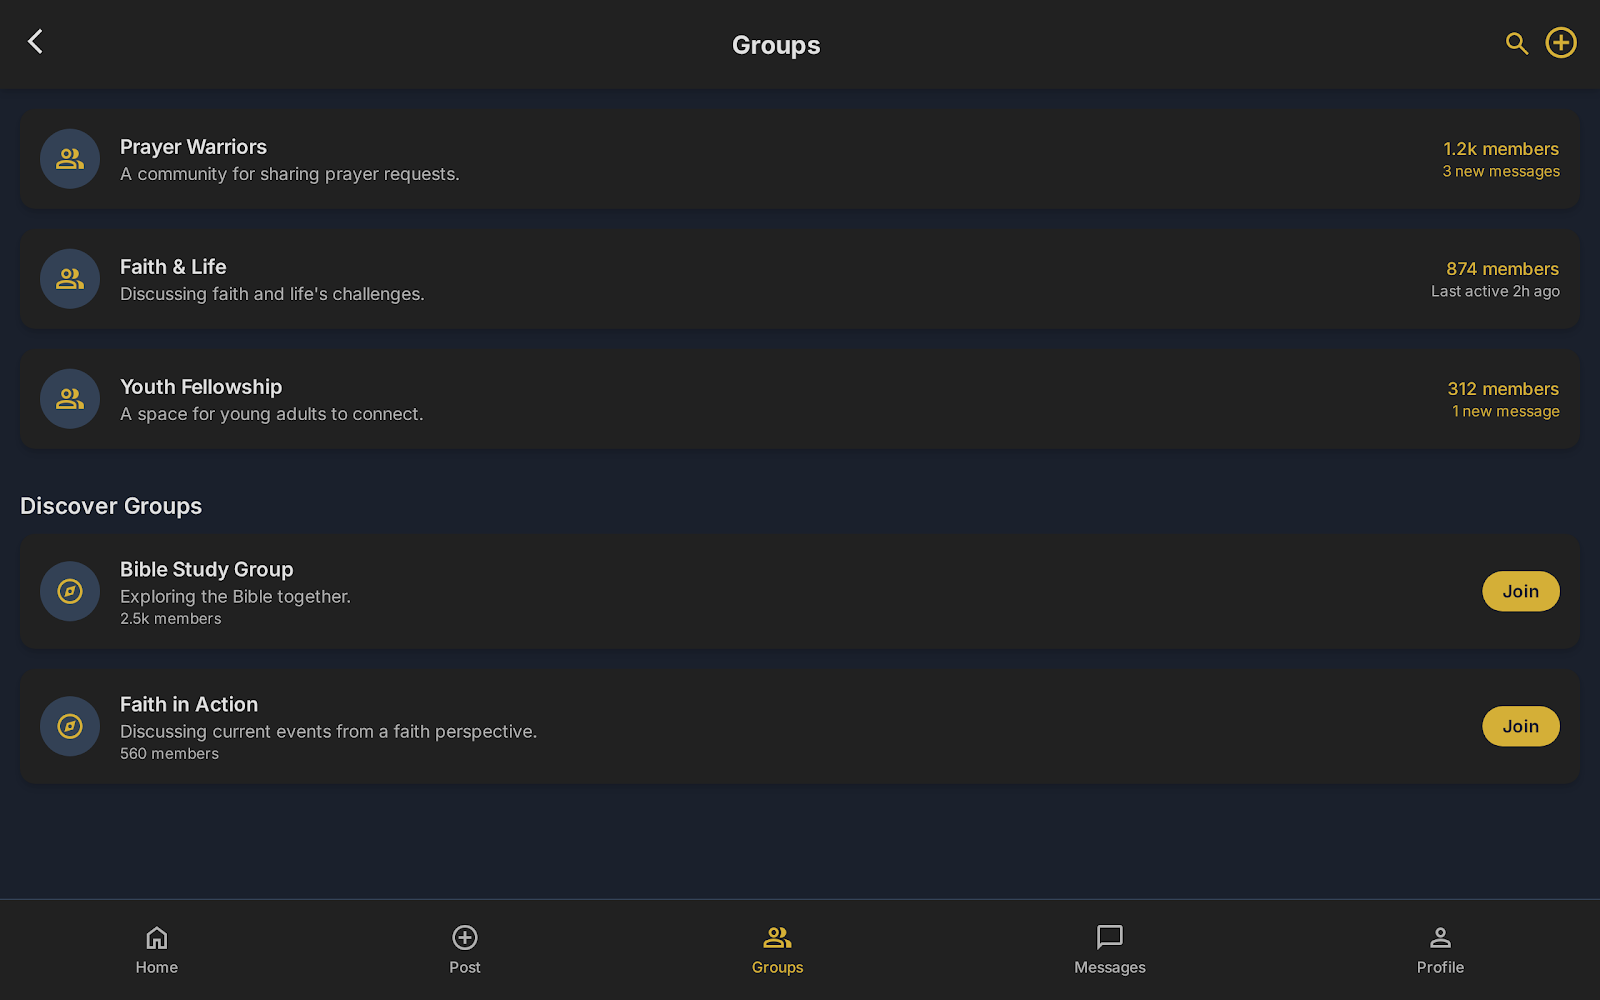 Groups
Prayer Warriors
A community for sharing prayer requests.
1.2k members
3 new messages
Faith & Life
Discussing faith and life's challenges.
874 members
Last active 2h ago
Youth Fellowship
A space for young adults to connect.
312 members
1 new message
Discover Groups
Bible Study Group
Exploring the Bible together.
2.5k members
Join
Faith in Action
Discussing current events from a faith perspective.
560 members
Join
Home
Post
Groups
Messages
Profile